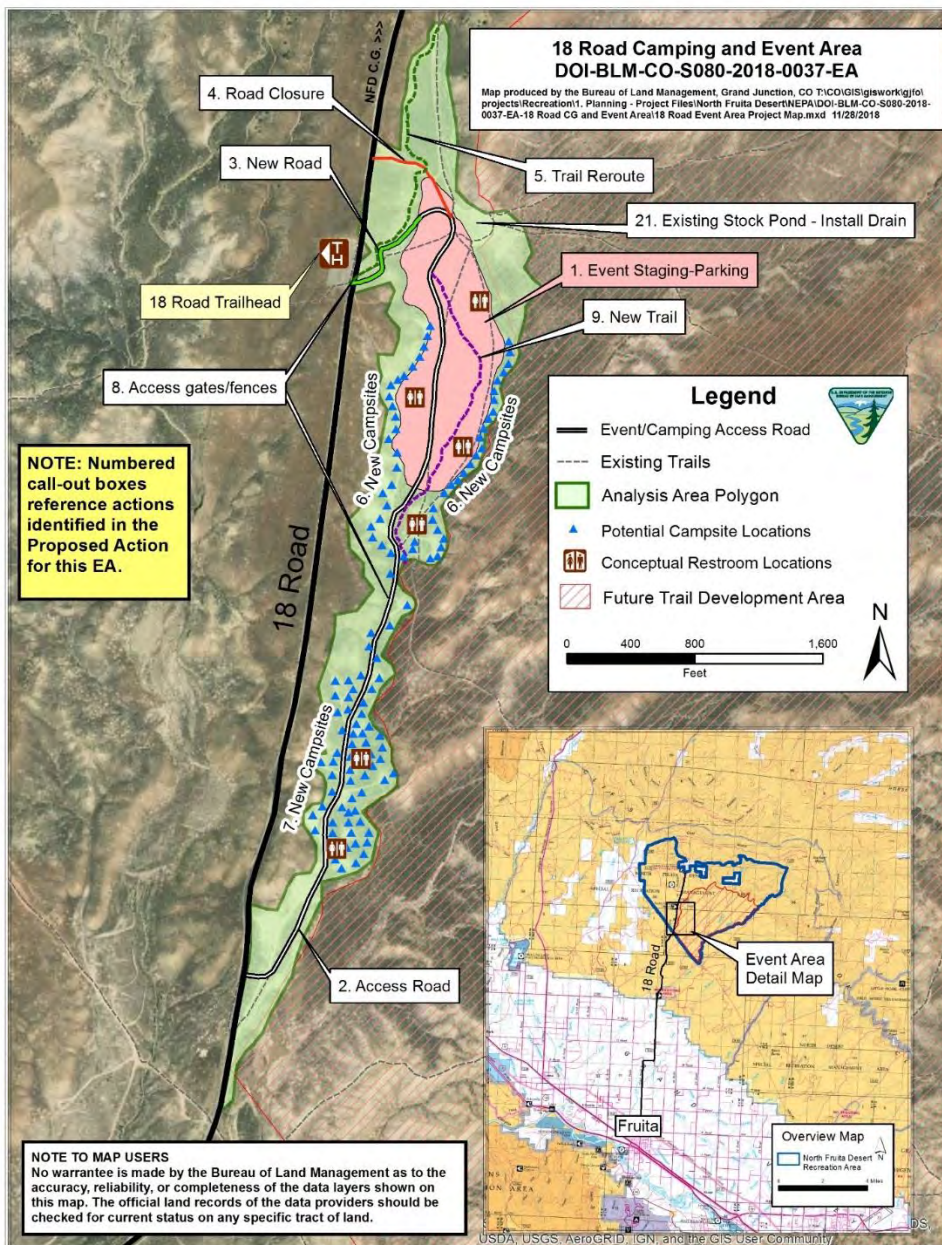 18 Road Camping and Event Area
DOI-BLM-CO-S080-2018-0037-EA
Map produced by the Bureau of Land Management, Grand Junction, CO T:\CO\GIS\giswork\gjfo\
projects\Recreation\1. Planning - Project Files\North Fruita Desert\NEPA\DOI-BLM-CO-S080-2018-
0037-EA-18 Road CG and Event Area\18 Road Event Area Project Map.mxd 11/28/2018
NFD C.G. >>>
4. Road Closure
3. New Road
5. Trail Reroute
21. Existing Stock Pond - Install Drain
TH
18 Road Trailhead
1. Event Staging-Parking
9. New Trail
8. Access gates/fences
6. New Campsites
6. New Campsites
NOTE: Numbered
call-out boxes
reference actions
identified in the
Proposed Action
for this EA.
18 Road
7. New Campsites
2. Access Road
Legend
Event/Camping Access Road
Existing Trails
Analysis Area Polygon
Potential Campsite Locations
Conceptual Restroom Locations
Future Trail Development Area
N
0 800 1,600
Feet
Event Area
Detail Map
18 Road
Fruita
Overview Map
N
North Fruita Desert
Recreation Area
0 2 4 Miles
NOTE TO MAP USERS
No warrantee is made by the Bureau of Land Management as to the
accuracy, reliability, or completeness of the data layers shown on
this map. The official land records of the data providers should be
checked for current status on any specific tract of land.
USDA, USGS, AeroGRID, IGN, and the GIS User Community